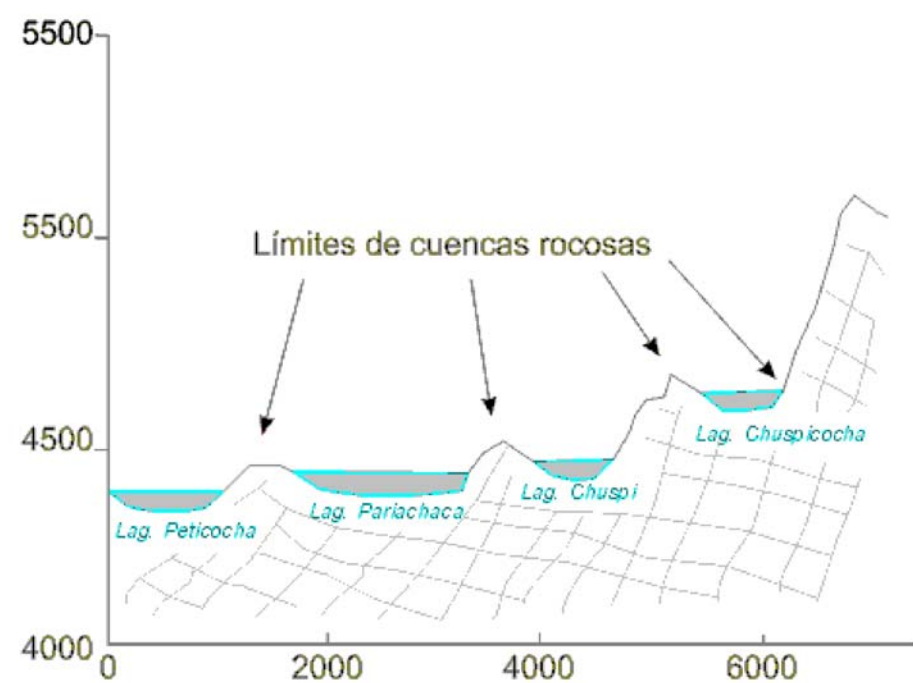 5500
5500
Límites de cuencas rocosas
Lag. Chuspicocha
4500
Lag. Chuspi
Lag. Pariachaca
Lag. Peticocha
4000
0
2000
4000
6000